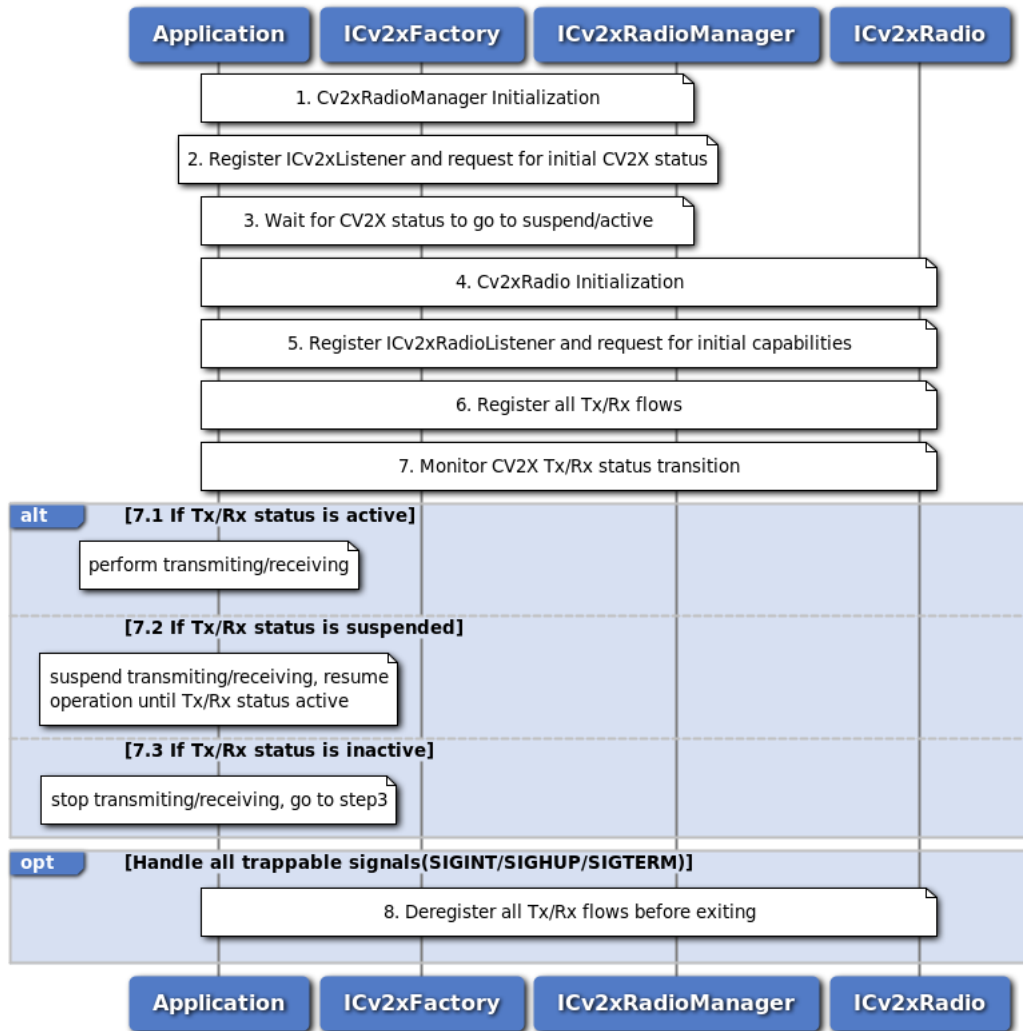 Application ICv2xFactory ICv2xRadioManager ICv2xRadio
1. Cv2xRadioManager Initialization
2. Register ICv2xListener and request for initial CV2X status
3. Wait for CV2X status to go to suspend/active
4. Cv2xRadio Initialization
5. Register ICv2xRadioListener and request for initial capabilities
6. Register all Tx/Rx flows
7. Monitor CV2X Tx/Rx status transition
alt [7.1 If Tx/Rx status is active]
perform transmiting/receiving
[7.2 If Tx/Rx status is suspended]
suspend transmiting/receiving, resume
operation until Tx/Rx status active
[7.3 If Tx/Rx status is inactive]
stop transmiting/receiving, go to step3
opt [Handle all trappable signals(SIGINT/SIGHUP/SIGTERM)]
8. Deregister all Tx/Rx flows before exiting
Application ICv2xFactory ICv2xRadioManager ICv2xRadio